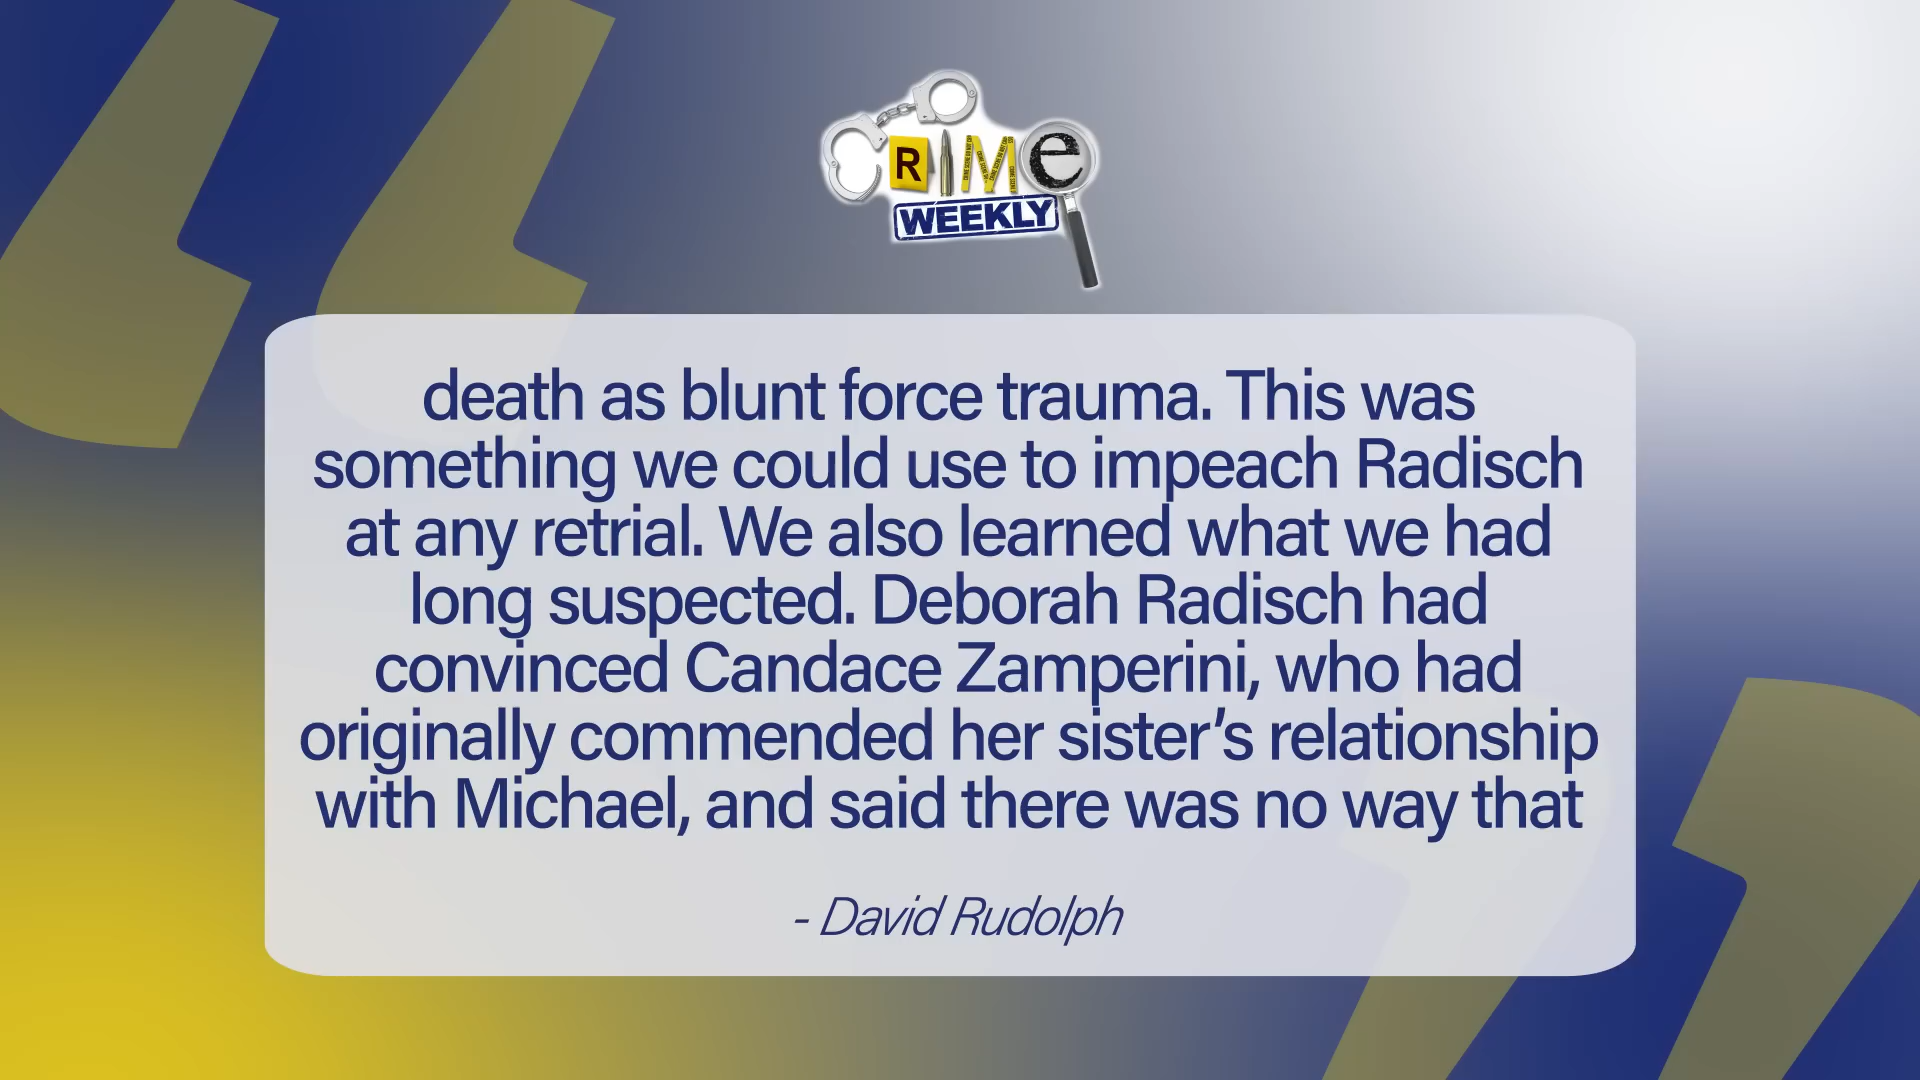 CRIMe
WEEKLY
death as blunt force trauma. This was
something we could use to impeach Radisch
at any retrial. We also learned what we had
long suspected. Deborah Radisch had
convinced Candace Zamperini, who had
originally commended her sister’s relationship
with Michael, and said there was no way that
- David Rudolph